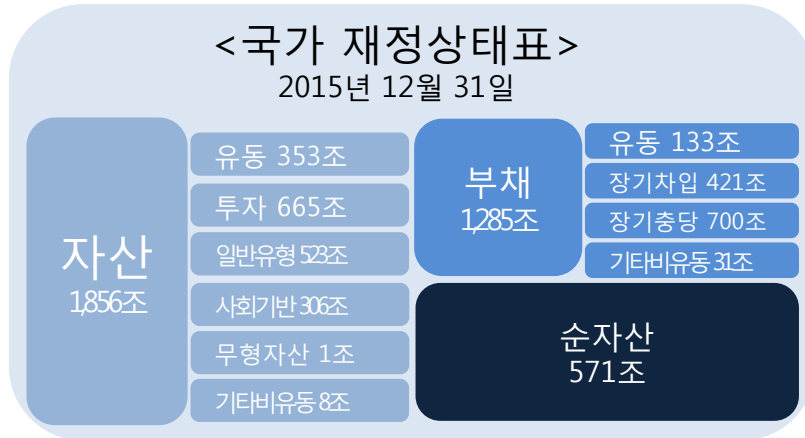 <국가 재정상태표>
2015년 12월 31일
자산
1,856조
유동 353조
투자 665조
일반유형 523조
사회기반 306조
무형자산 1조
기타비유동 8조
부채
1,285조
유동 133조
장기차입 421조
장기충당 700조
기타비유동 31조
순자산
571조